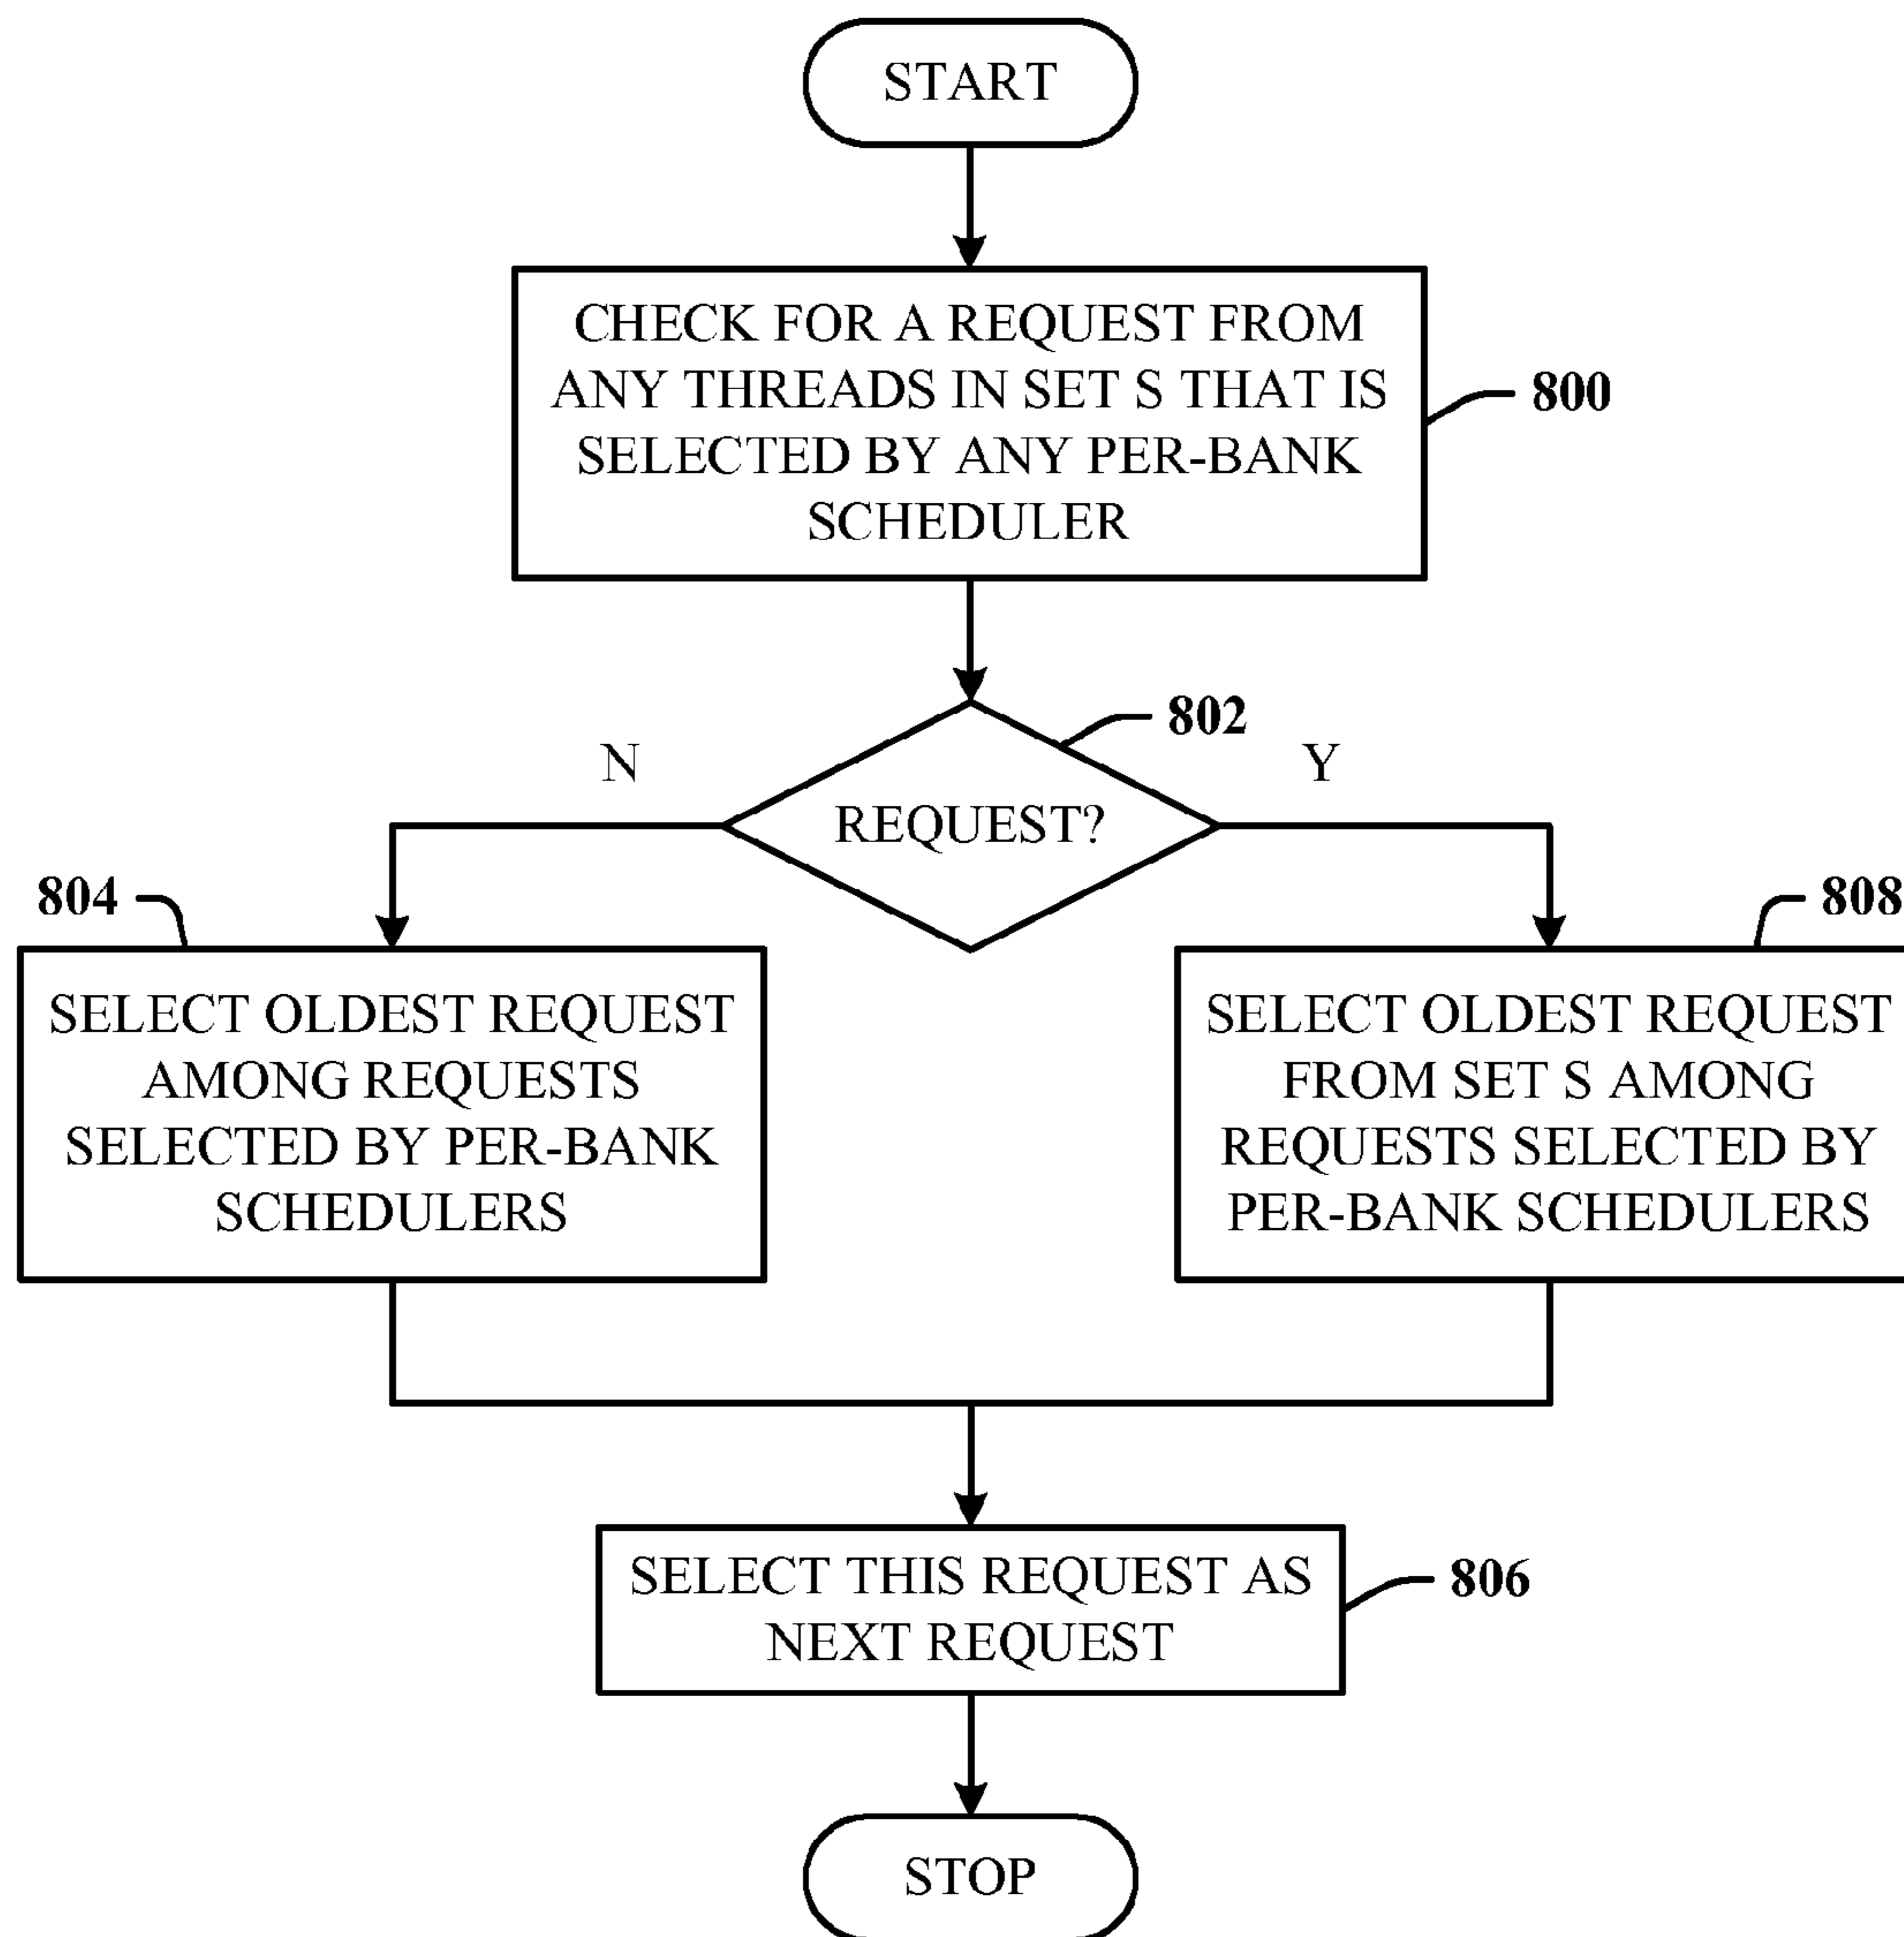 START
CHECK FOR A REQUEST FROM
ANY THREADS IN SET S THAT IS
SELECTED BY ANY PER-BANK
SCHEDULER
800
802
N
Y
REQUEST?
804
808
SELECT OLDEST REQUEST
AMONG REQUESTS
SELECTED BY PER-BANK
SCHEDULERS
SELECT OLDEST REQUEST
FROM SET S AMONG
REQUESTS SELECTED BY
PER-BANK SCHEDULERS
SELECT THIS REQUEST AS
NEXT REQUEST
806
STOP